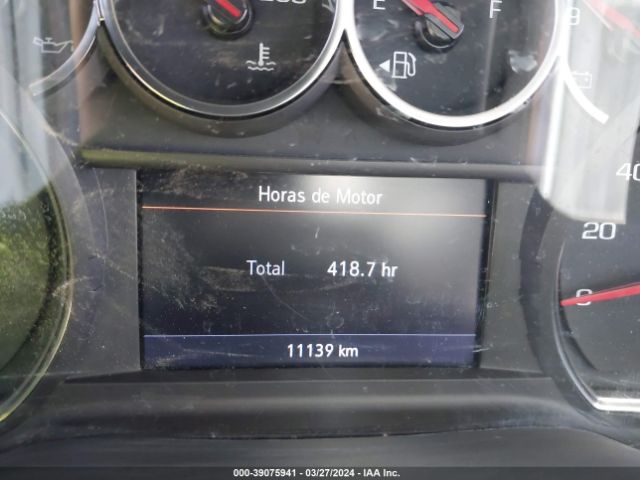 E F
Horas de Motor
Total 418.7 hr
11139 km
40
20
0
000-39075941 - 03/27/2024 - IAA Inc.